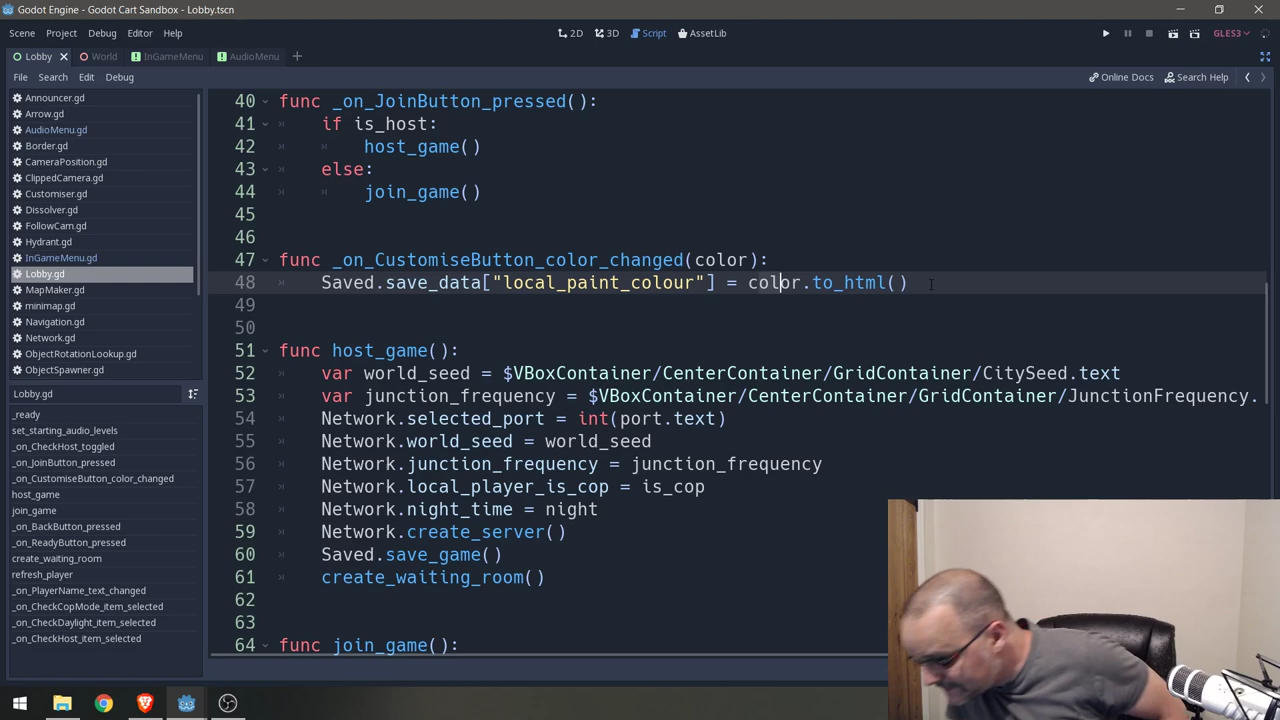 Godot Engine - Godot Cart Sandbox - Lobby.tscn
Scene Project Debug Editor Help
2D 3D Script AssetLib
GLES3
Lobby World InGameMenu AudioMenu
File Search Edit Debug
Online Docs Search Help
Announcer.gd
Arrow.gd
AudioMenu.gd
Border.gd
CameraPosition.gd
ClippedCamera.gd
Customiser.gd
Dissolver.gd
FollowCam.gd
Hydrant.gd
InGameMenu.gd
Lobby.gd
MapMaker.gd
minimap.gd
Navigation.gd
Network.gd
ObjectRotationLookup.gd
ObjectSpawner.gd
Lobby.gd
_ready
set_starting_audio_levels
_on_CheckHost_toggled
_on_JoinButton_pressed
_on_CustomiseButton_color_changed
host_game
join_game
_on_BackButton_pressed
_on_ReadyButton_pressed
create_waiting_room
refresh_player
_on_PlayerName_text_changed
_on_CheckCopMode_item_selected
_on_CheckDaylight_item_selected
_on_CheckHost_item_selected
40 func _on_JoinButton_pressed():
41 if is_host:
42 host_game()
43 else:
44 join_game()
45
46
47 func _on_CustomiseButton_color_changed(color):
48 Saved.save_data["local_paint_colour"] = color.to_html()
49
50
51 func host_game():
52 var world_seed = $VBoxContainer/CenterContainer/GridContainer/CitySeed.text
53 var junction_frequency = $VBoxContainer/CenterContainer/GridContainer/JunctionFrequency.
54 Network.selected_port = int(port.text)
55 Network.world_seed = world_seed
56 Network.junction_frequency = junction_frequency
57 Network.local_player_is_cop = is_cop
58 Network.night_time = night
59 Network.create_server()
60 Saved.save_game()
61 create_waiting_room()
62
63
64 func join_game():